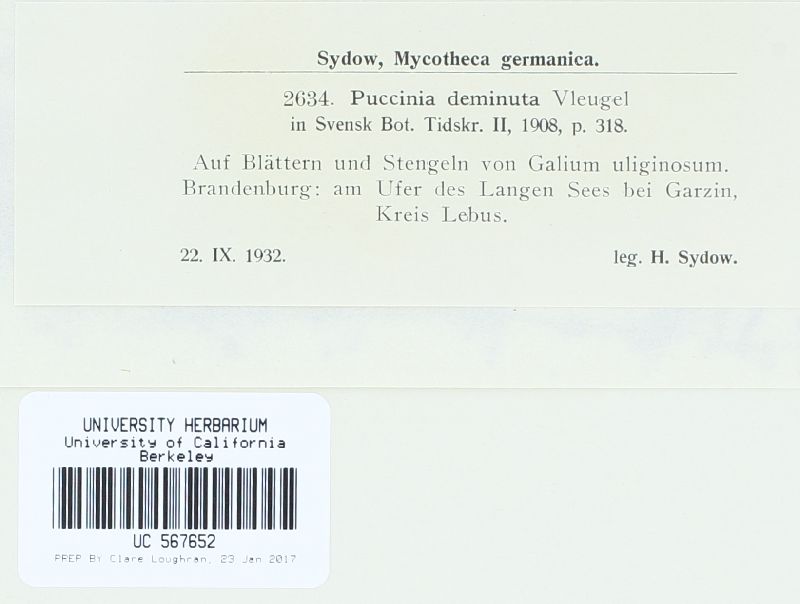 Sydow, Mycotheca germanica.
2634. Puccinia deminuta Vleugel
in Svensk Bot. Tidskr. II, 1908, p. 318.
Auf Blättern und Stengeln von Galium uliginosum.
Brandenburg: am Ufer des Langen Sees bei Garzin,
Kreis Lebus.
22. IX. 1932. leg. H. Sydow.
UNIVERSITY HERBARIUM
University of California
Berkeley
UC 567652
PREP BY Clare Loughran, 23 Jan 2017